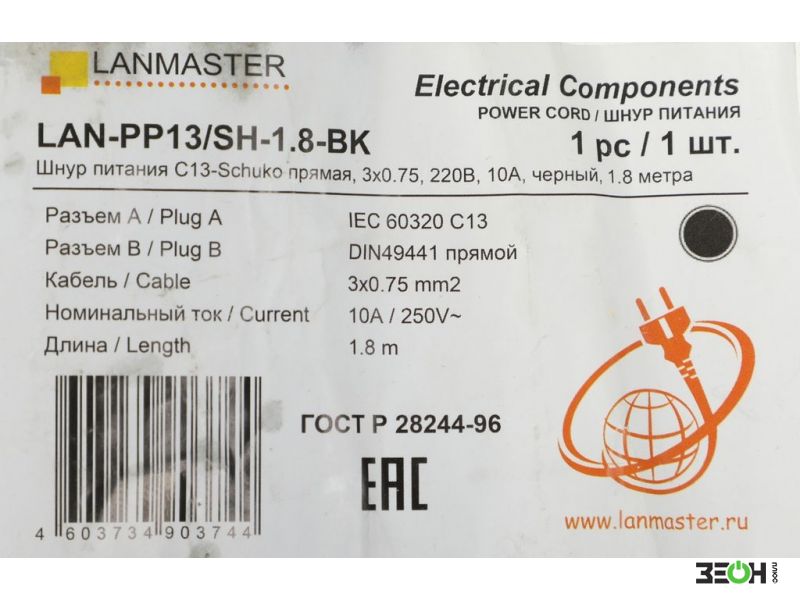 LANMASTER
Electrical Components
POWER CORD / ШНУР ПИТАНИЯ
LAN-PP13/SH-1.8-BK
1 pc / 1 шт.
Шнур питания C13-Schuko прямая, 3x0.75, 220В, 10А, черный, 1.8 метра
Разъем A / Plug A IEC 60320 C13
Разъем B / Plug B DIN49441 прямой
Кабель / Cable 3x0.75 mm2
Номинальный ток / Current 10A / 250V~
Длина / Length 1.8 m
ГОСТ Р 28244-96
EAC
4 603734 903744
www.lanmaster.ru
ЗЕОН ПЛЮС